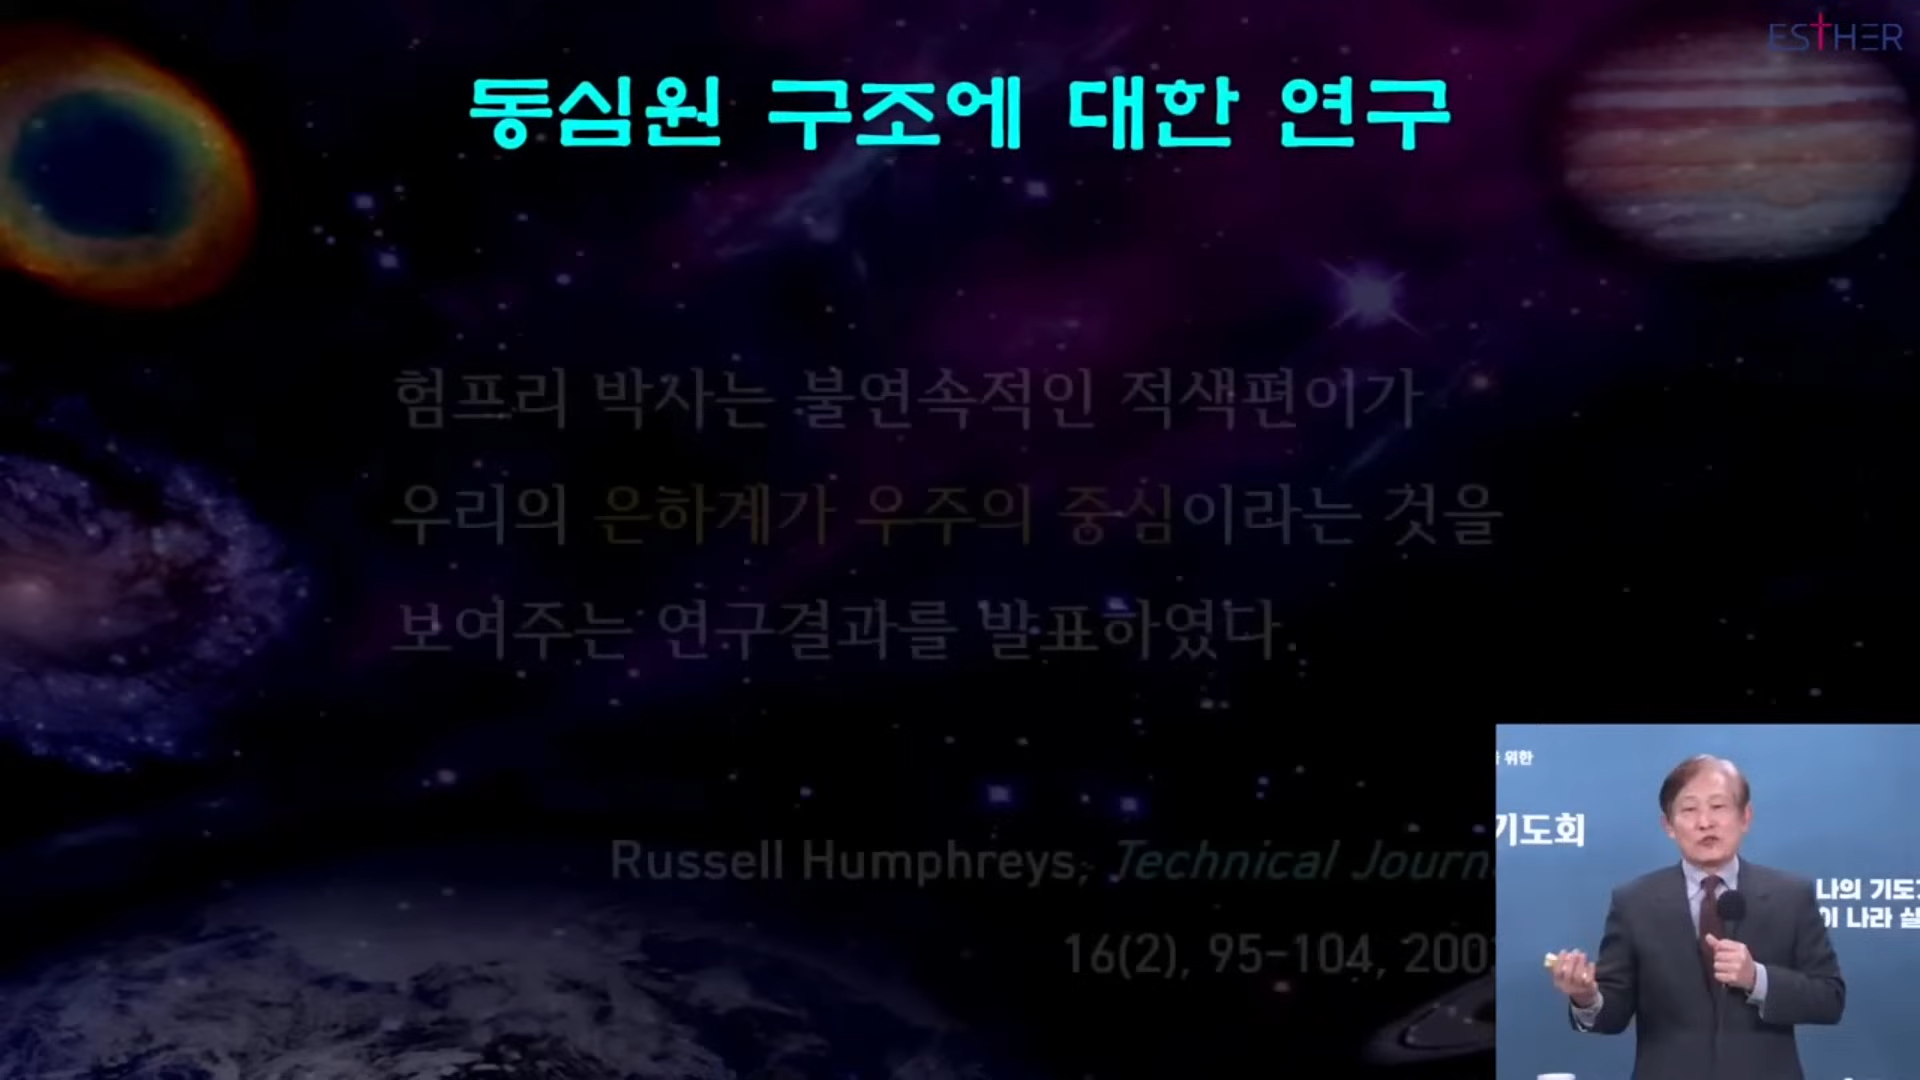 ESTHER
동심원 구조에 대한 연구
험프리 박사는 불연속적인 적색편이가
우리의 은하계가 우주의 중심이라는 것을
보여주는 연구결과를 발표하였다.
Russell Humphreys, Technical Journ
16(2), 95-104, 200
위한
기도회
나의 기도
이 나라 살